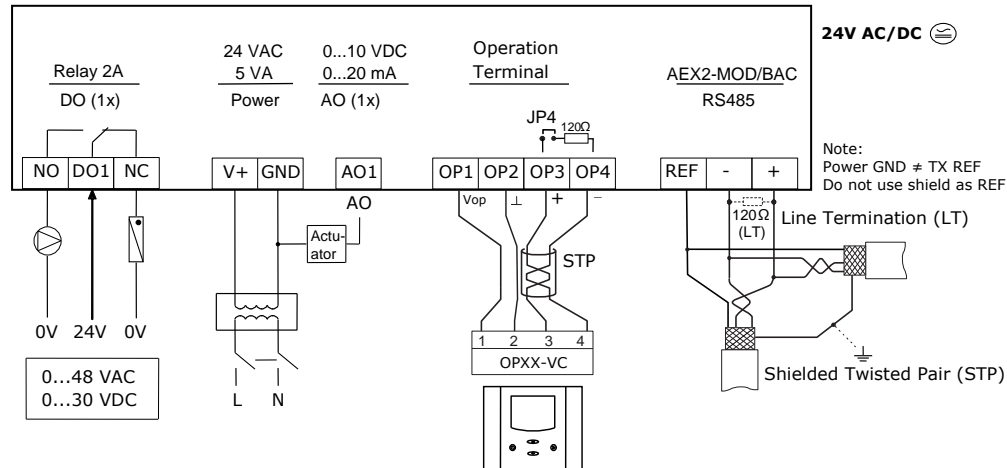 24V AC/DC
Relay 2A
DO (1x)
24 VAC
5 VA
Power
0...10 VDC
0...20 mA
AO (1x)
Operation
Terminal
AEX2-MOD/BAC
RS485
JP4
120Ω
NO DO1 NC
V+ GND
AO1
OP1 OP2 OP3 OP4
REF - +
Note:
Power GND ≠ TX REF
Do not use shield as REF
AO
Vop ⊥ + −
Actu-
ator
STP
120Ω
(LT)
Line Termination (LT)
0V 24V 0V
0...48 VAC
0...30 VDC
L N
1 2 3 4
OPXX-VC
Shielded Twisted Pair (STP)